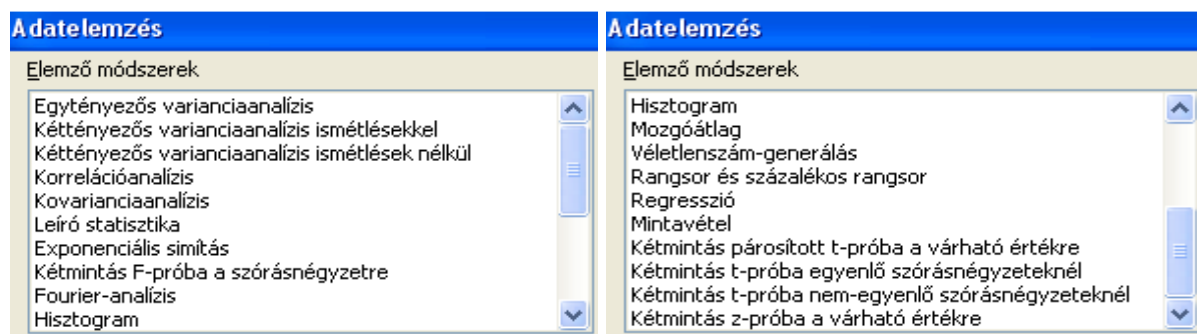 Adatelemzés
Elemző módszerek
Egytényezős varianciaanalízis
Kéttényezős varianciaanalízis ismétlésekkel
Kéttényezős varianciaanalízis ismétlések nélkül
Korrelációanalízis
Kovarianciaanalízis
Leíró statisztika
Exponenciális simítás
Kétmintás F-próba a szórásnégyzetre
Fourier-analízis
Hisztogram
Adatelemzés
Elemző módszerek
Hisztogram
Mozgóátlag
Véletlenszám-generálás
Rangsor és százalékos rangsor
Regresszió
Mintavétel
Kétmintás párosított t-próba a várható értékre
Kétmintás t-próba egyenlő szórásnégyzeteknél
Kétmintás t-próba nem-egyenlő szórásnégyzeteknél
Kétmintás z-próba a várható értékre